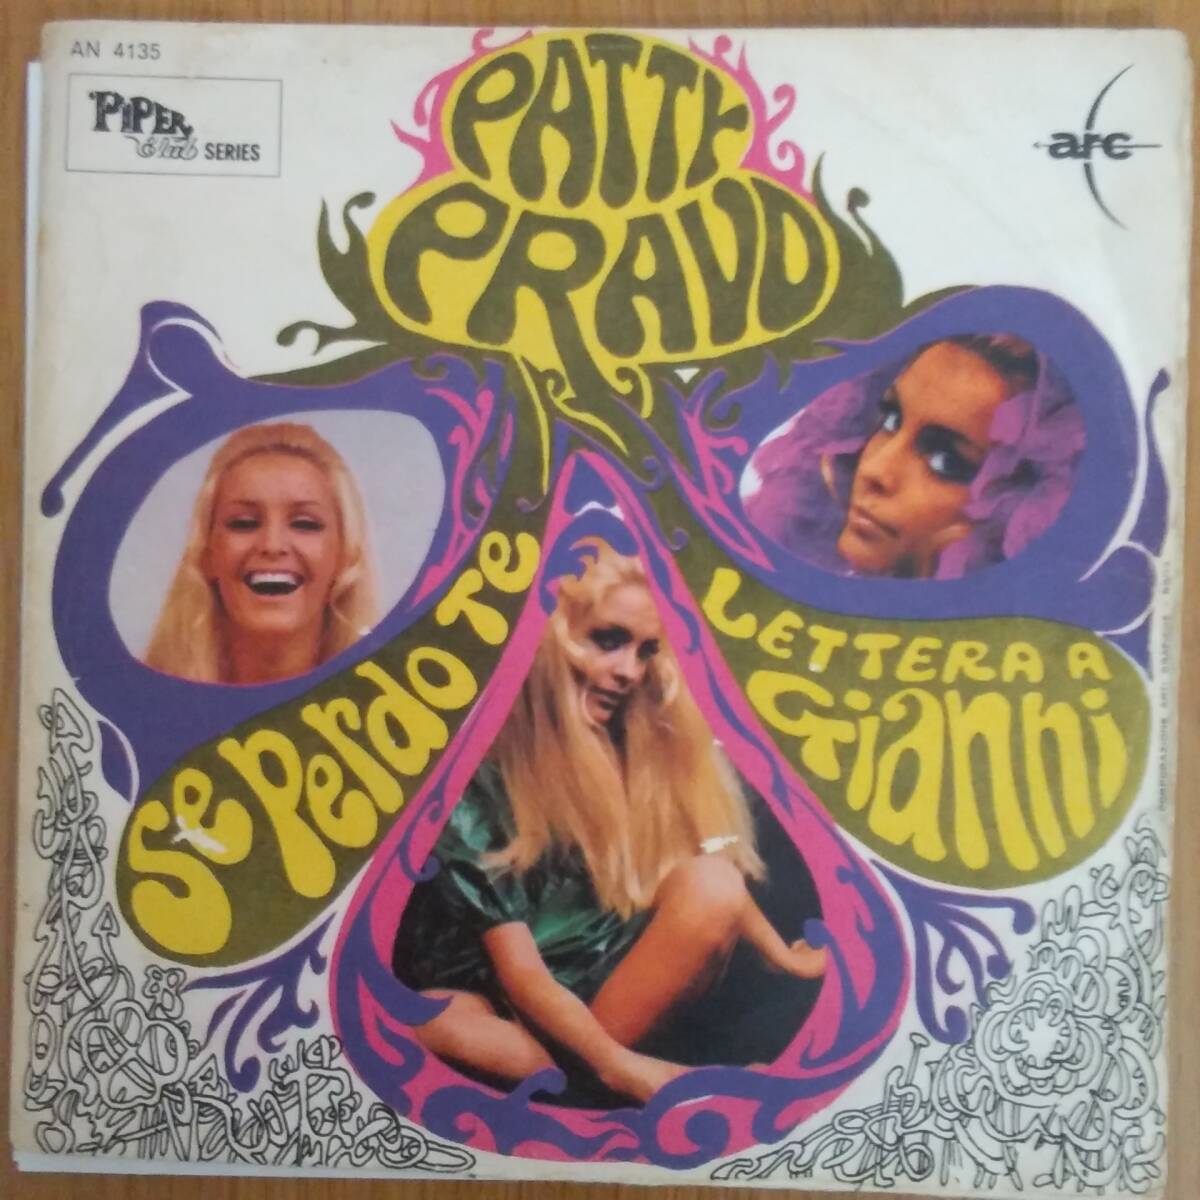 AN 4135
PIPER
Club SERIES
PATTY
PRAVO
arc
Se Perdo Te
LETTERA A
Gianni